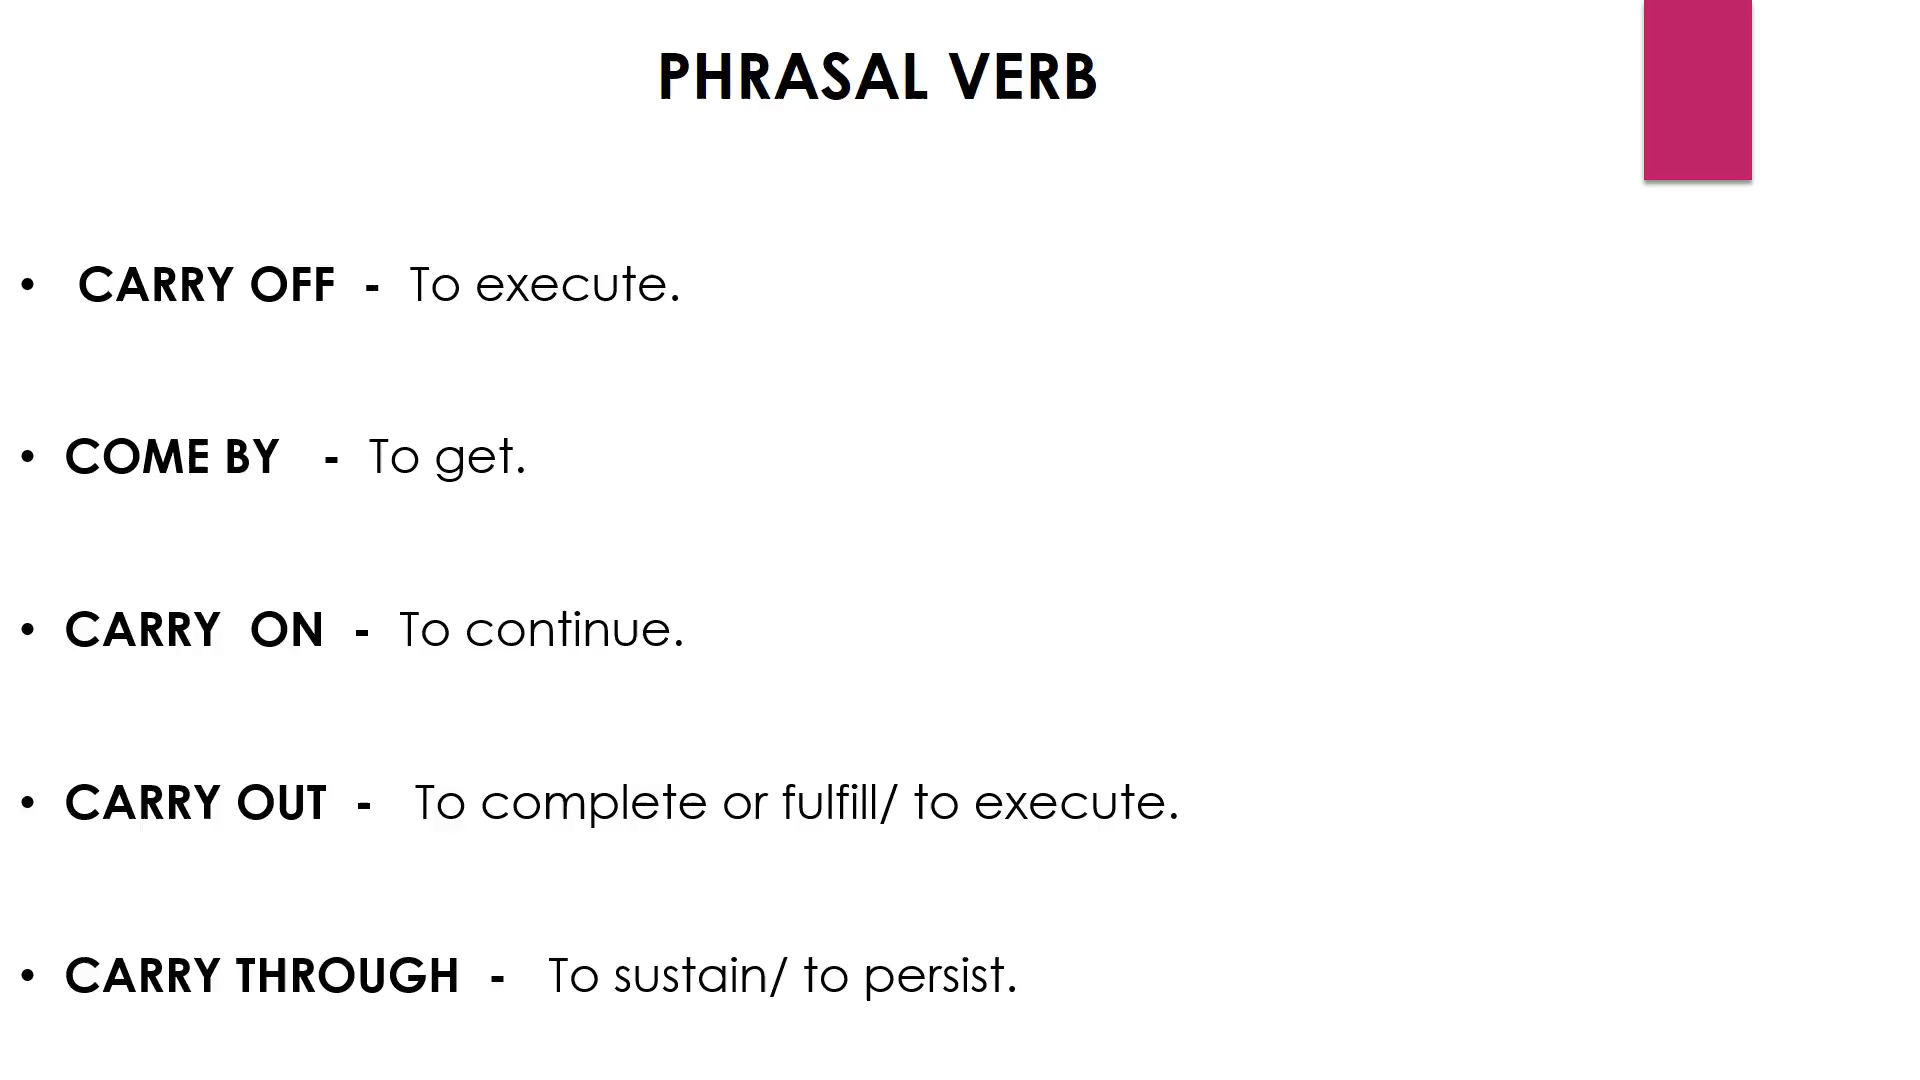 PHRASAL VERB
• CARRY OFF - To execute.
• COME BY - To get.
• CARRY ON - To continue.
• CARRY OUT - To complete or fulfill/ to execute.
• CARRY THROUGH - To sustain/ to persist.